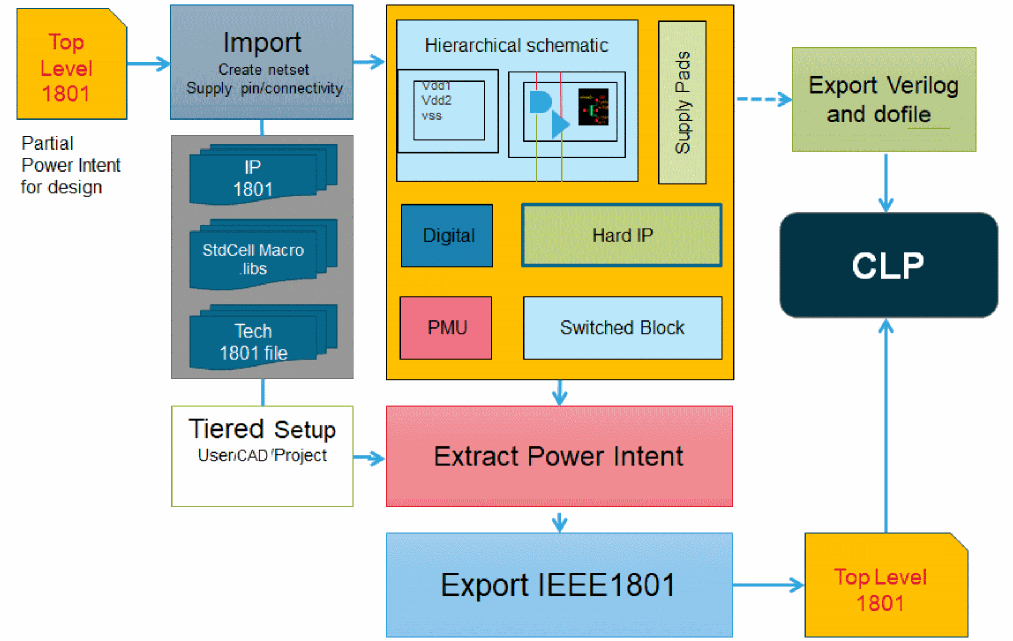 Top
Level
1801
Partial
Power Intent
for design
Import
Create netset
Supply pin/connectivity
IP
1801
StdCell Macro
.libs
Tech
1801 file
Tiered Setup
User/CAD/Project
Hierarchical schematic
Vdd1
Vdd2
vss
Supply Pads
Digital
Hard IP
PMU
Switched Block
Extract Power Intent
Export IEEE1801
Export Verilog
and dofile
CLP
Top Level
1801